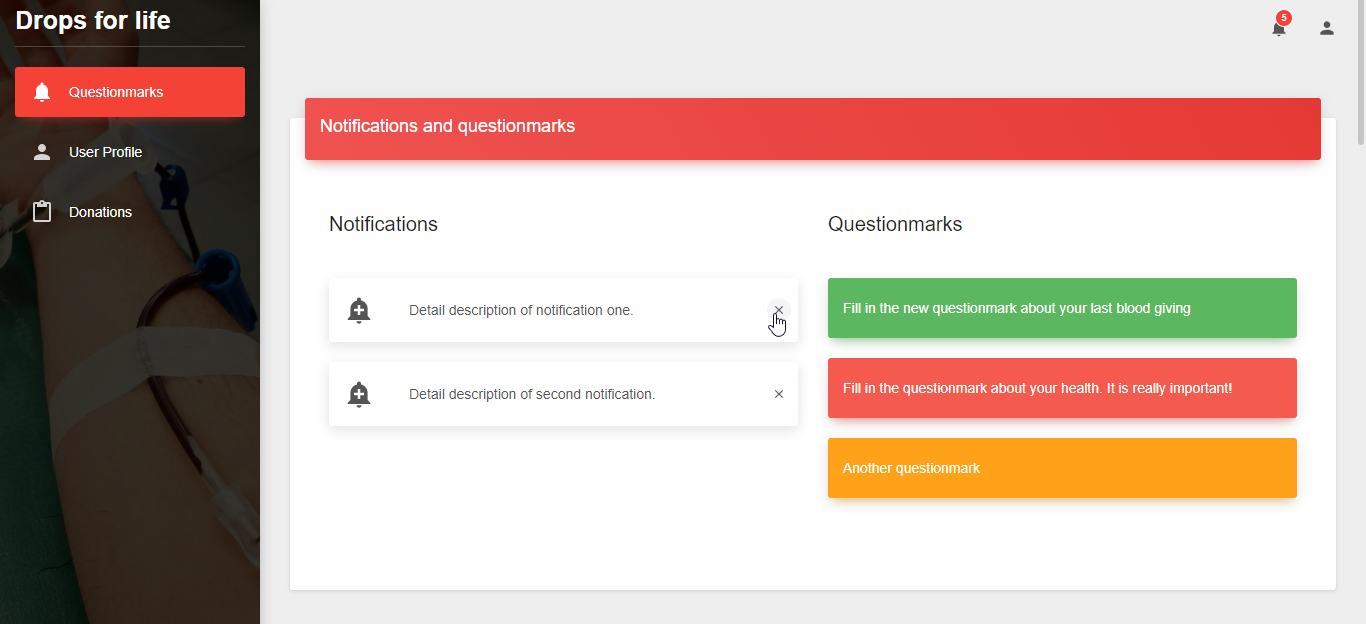 Drops for life
5
Questionmarks
User Profile
Donations
Notifications and questionmarks
Notifications
Detail description of notification one.
Detail description of second notification.
Questionmarks
Fill in the new questionmark about your last blood giving
Fill in the questionmark about your health. It is really important!
Another questionmark